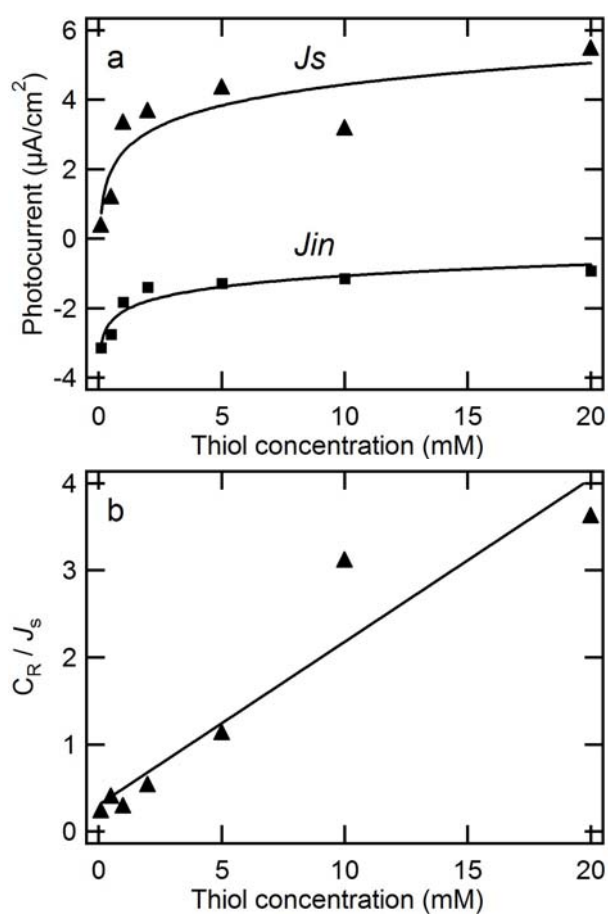 a
Js
Jin
Photocurrent (µA/cm²)
6
4
2
0
-2
-4
0 5 10 15 20
Thiol concentration (mM)
b
C_R / J_s
4
3
2
1
0
0 5 10 15 20
Thiol concentration (mM)